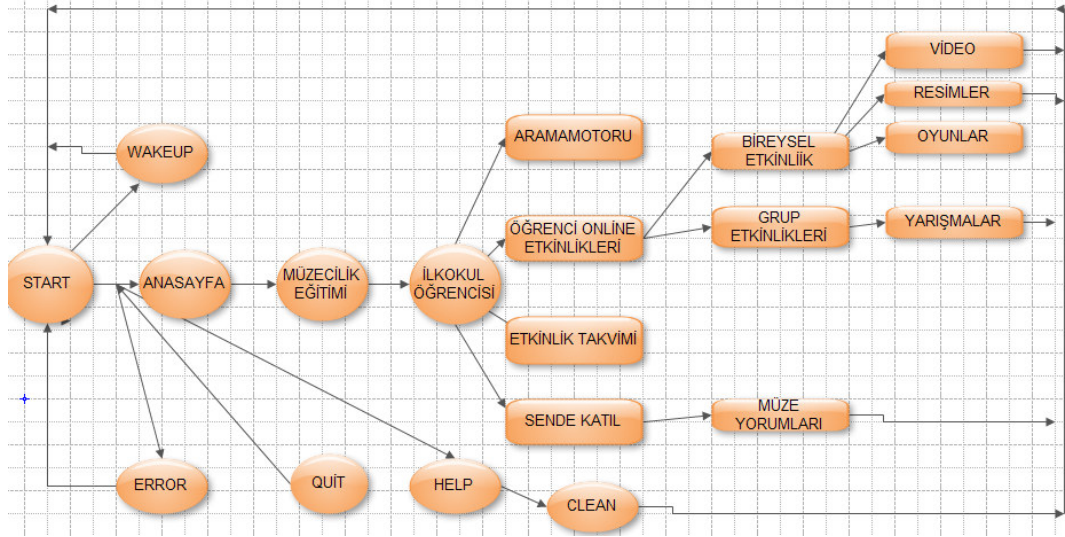 VİDEO
RESİMLER
OYUNLAR
ARAMAMOTORU
BİREYSEL
ETKİNLİİK
WAKEUP
ÖĞRENCİ ONLINE
ETKİNLİKLERİ
GRUP
ETKİNLİKLERİ
YARIŞMALAR
START
ANASAYFA
MÜZECİLİK
EĞİTİMİ
İLKOKUL
ÖĞRENCİSİ
ETKİNLİK TAKVİMİ
SENDE KATIL
MÜZE
YORUMLARI
ERROR
QUİT
HELP
CLEAN